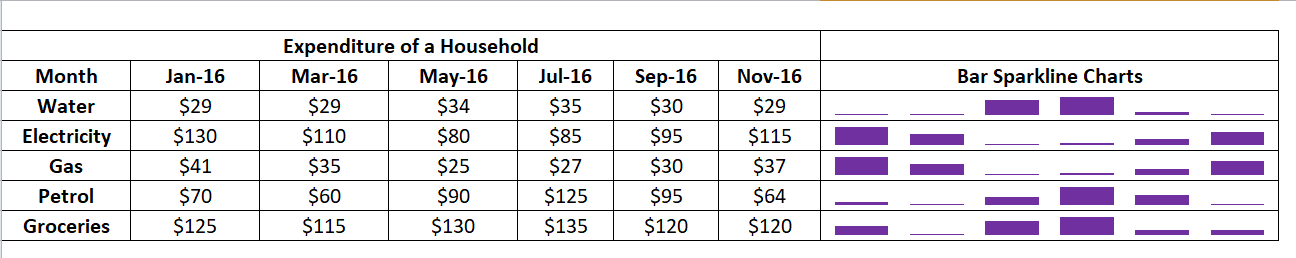 Expenditure of a Household
Month Jan-16 Mar-16 May-16 Jul-16 Sep-16 Nov-16 Bar Sparkline Charts
Water $29 $29 $34 $35 $30 $29
Electricity $130 $110 $80 $85 $95 $115
Gas $41 $35 $25 $27 $30 $37
Petrol $70 $60 $90 $125 $95 $64
Groceries $125 $115 $130 $135 $120 $120